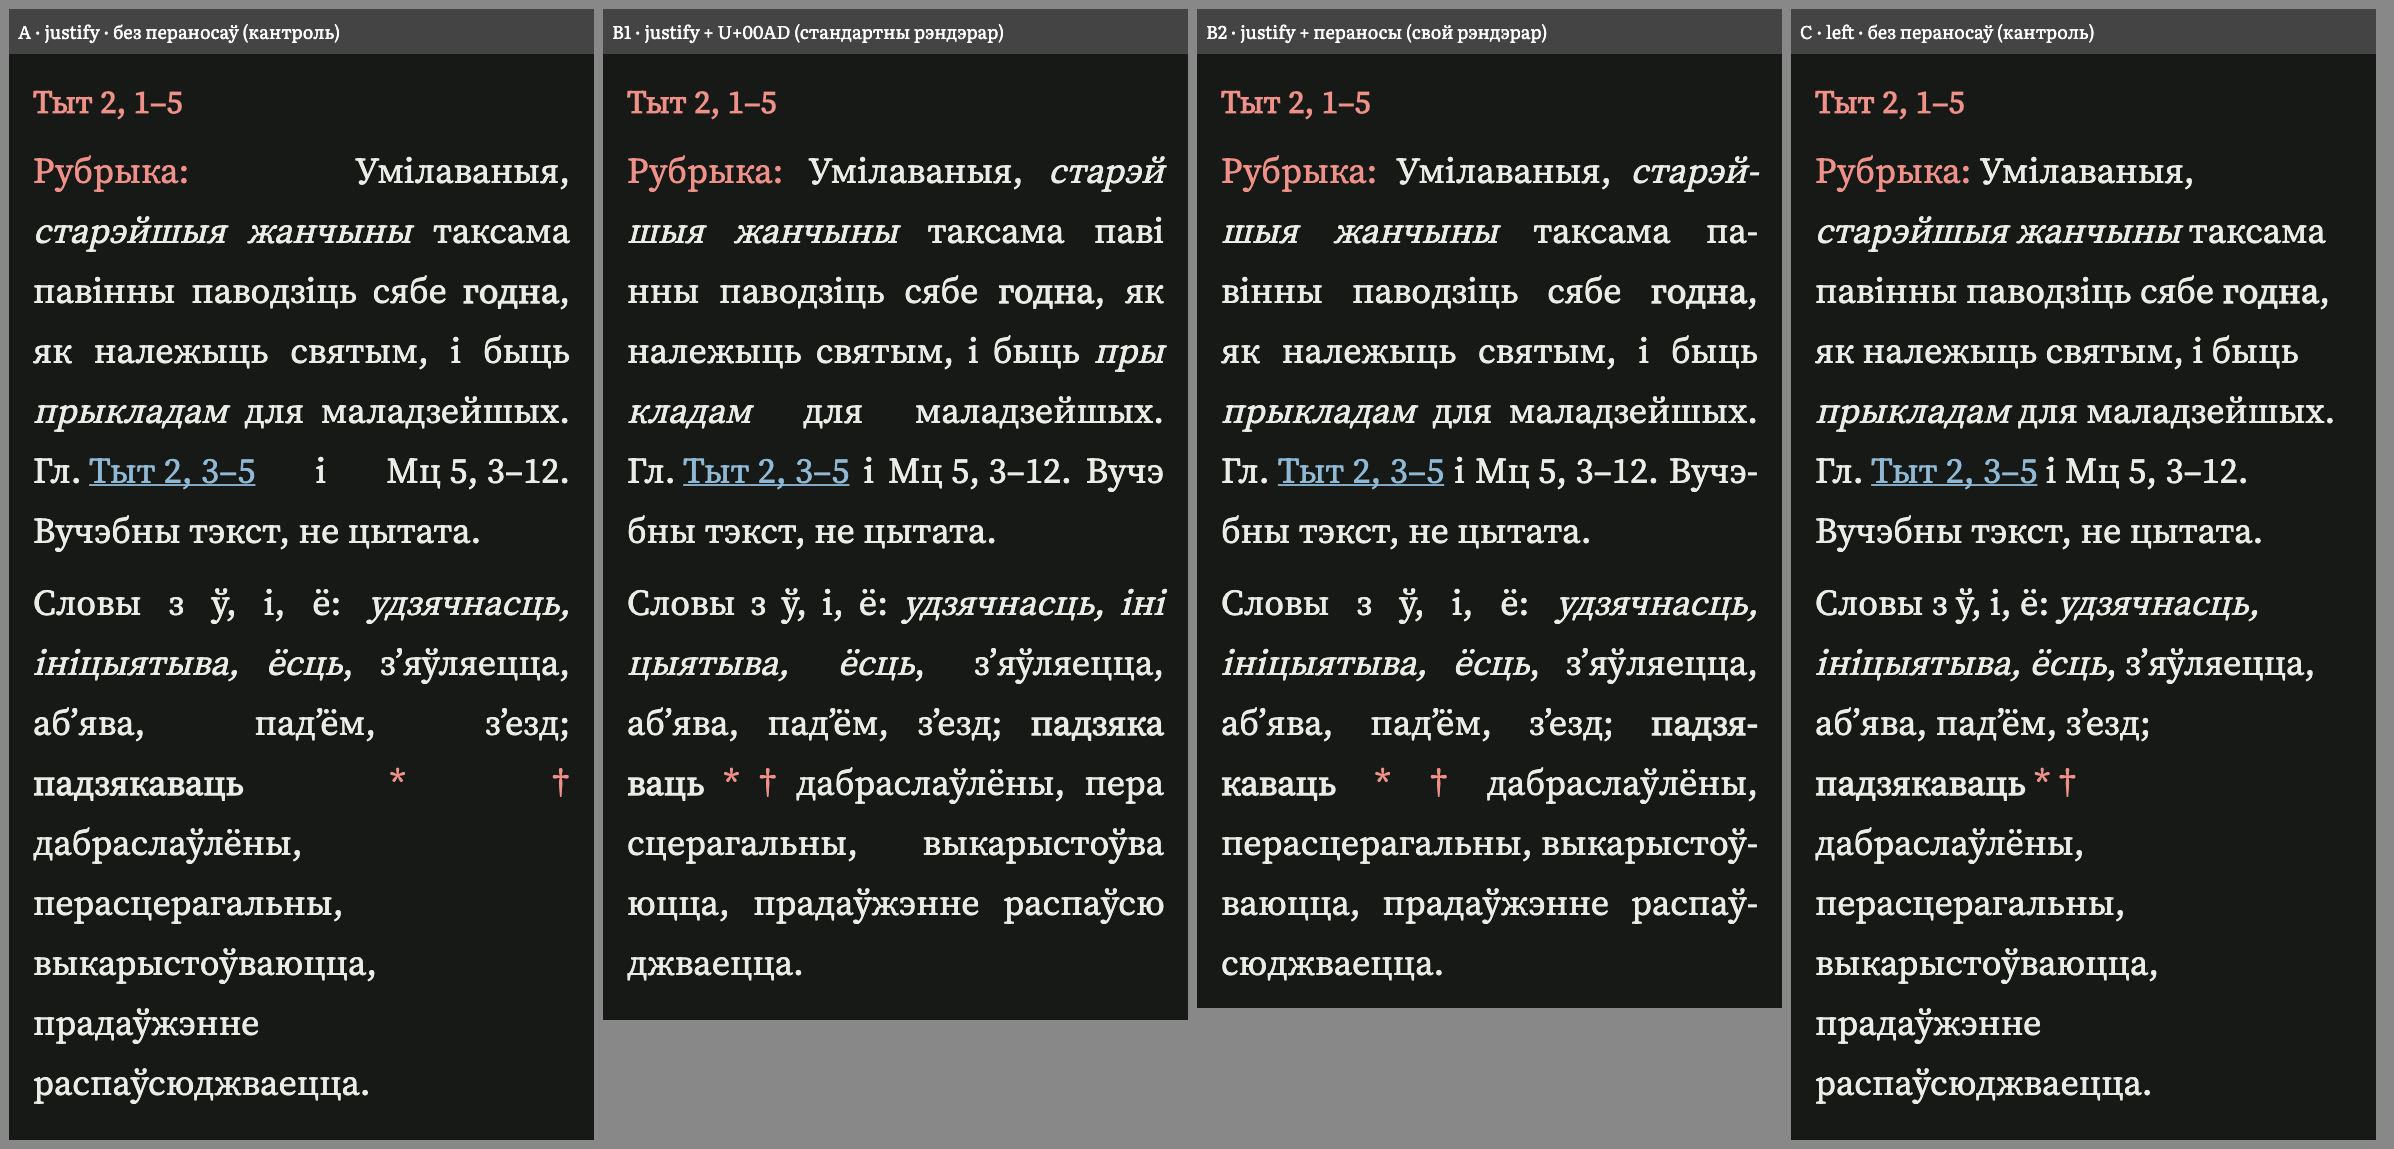 A · justify · без пераносаў (кантроль)
Тыт 2, 1–5
Рубрыка: Умілаваныя,
старэйшыя жанчыны таксама
павінны паводзіць сябе годна,
як належыць святым, і быць
прыкладам для маладзейшых.
Гл. Тыт 2, 3–5 і Мц 5, 3–12.
Вучэбны тэкст, не цытата.
Словы з ў, і, ё: удзячнасць,
ініцыятыва, ёсць, з’яўляецца,
аб’ява, пад’ём, з’езд;
падзякаваць * †
дабраслаўлёны,
перасцерагальны,
выкарыстоўваюцца,
прадаўжэнне
распаўсюджваецца.
B1 · justify + U+00AD (стандартны рэндэрар)
Тыт 2, 1–5
Рубрыка: Умілаваныя, старэй
шыя жанчыны таксама паві
нны паводзіць сябе годна, як
належыць святым, і быць пры
кладам для маладзейшых.
Гл. Тыт 2, 3–5 і Мц 5, 3–12. Вучэ
бны тэкст, не цытата.
Словы з ў, і, ё: удзячнасць, іні
цыятыва, ёсць, з’яўляецца,
аб’ява, пад’ём, з’езд; падзяка
ваць * † дабраслаўлёны, пера
сцерагальны, выкарыстоўва
юцца, прадаўжэнне распаўсю
джваецца.
B2 · justify + пераносы (свой рэндэрар)
Тыт 2, 1–5
Рубрыка: Умілаваныя, старэй-
шыя жанчыны таксама па-
вінны паводзіць сябе годна,
як належыць святым, і быць
прыкладам для маладзейшых.
Гл. Тыт 2, 3–5 і Мц 5, 3–12. Вучэ-
бны тэкст, не цытата.
Словы з ў, і, ё: удзячнасць,
ініцыятыва, ёсць, з’яўляецца,
аб’ява, пад’ём, з’езд; падзя-
каваць * † дабраслаўлёны,
перасцерагальны, выкарыстоў-
ваюцца, прадаўжэнне распаў-
сюджваецца.
C · left · без пераносаў (кантроль)
Тыт 2, 1–5
Рубрыка: Умілаваныя,
старэйшыя жанчыны таксама
павінны паводзіць сябе годна,
як належыць святым, і быць
прыкладам для маладзейшых.
Гл. Тыт 2, 3–5 і Мц 5, 3–12.
Вучэбны тэкст, не цытата.
Словы з ў, і, ё: удзячнасць,
ініцыятыва, ёсць, з’яўляецца,
аб’ява, пад’ём, з’езд;
падзякаваць * †
дабраслаўлёны,
перасцерагальны,
выкарыстоўваюцца,
прадаўжэнне
распаўсюджваецца.